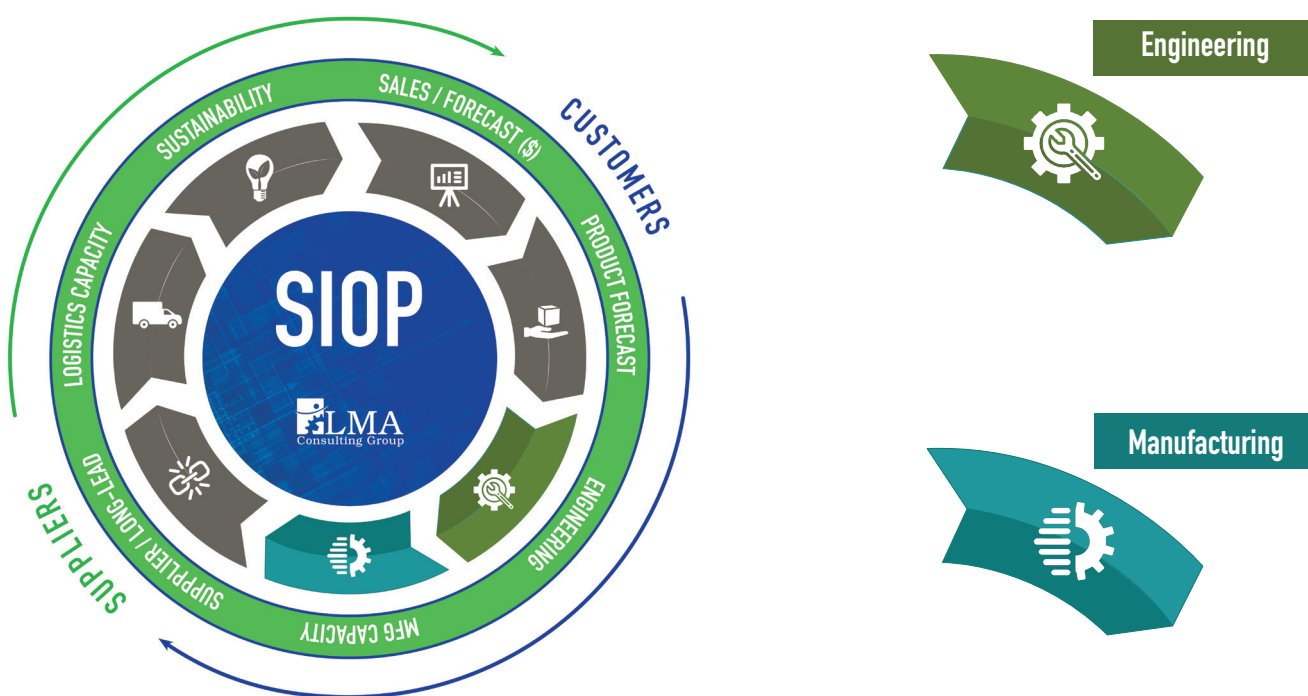 SIOP
LMA
Consulting Group
SALES / FORECAST ($)
PRODUCT FORECAST
ENGINEERING
MFG CAPACITY
SUPPPLIER / LONG-LEAD
LOGISTICS CAPACITY
SUSTAINABILITY
CUSTOMERS
SUPPLIERS
Engineering
Manufacturing